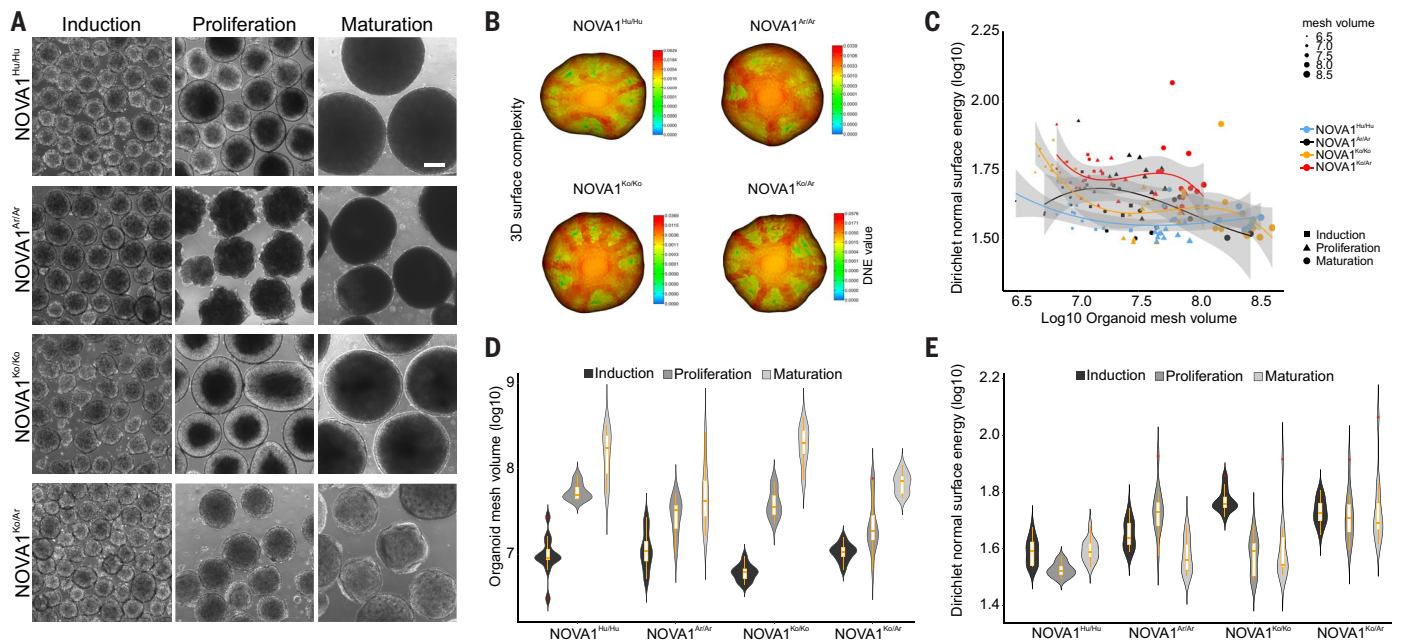 A
Induction
Proliferation
Maturation
NOVA1Hu/Hu
NOVA1Ar/Ar
NOVA1Ko/Ko
NOVA1Ko/Ar
B
NOVA1Hu/Hu
NOVA1Ar/Ar
3D surface complexity
NOVA1Ko/Ko
NOVA1Ko/Ar
DNE value
C
Dirichlet normal surface energy (log10)
2.25
2.00
1.75
1.50
6.5 7.0 7.5 8.0 8.5
Log10 Organoid mesh volume
mesh volume
6.5
7.0
7.5
8.0
8.5
NOVA1Hu/Hu
NOVA1Ar/Ar
NOVA1Ko/Ko
NOVA1Ko/Ar
Induction
Proliferation
Maturation
D
Organoid mesh volume (log10)
Induction Proliferation Maturation
9
8
7
NOVA1Hu/Hu NOVA1Ar/Ar NOVA1Ko/Ko NOVA1Ko/Ar
E
Dirichlet normal surface energy (log10)
Induction Proliferation Maturation
2.2
2.0
1.8
1.6
1.4
NOVA1Hu/Hu NOVA1Ar/Ar NOVA1Ko/Ko NOVA1Ko/Ar